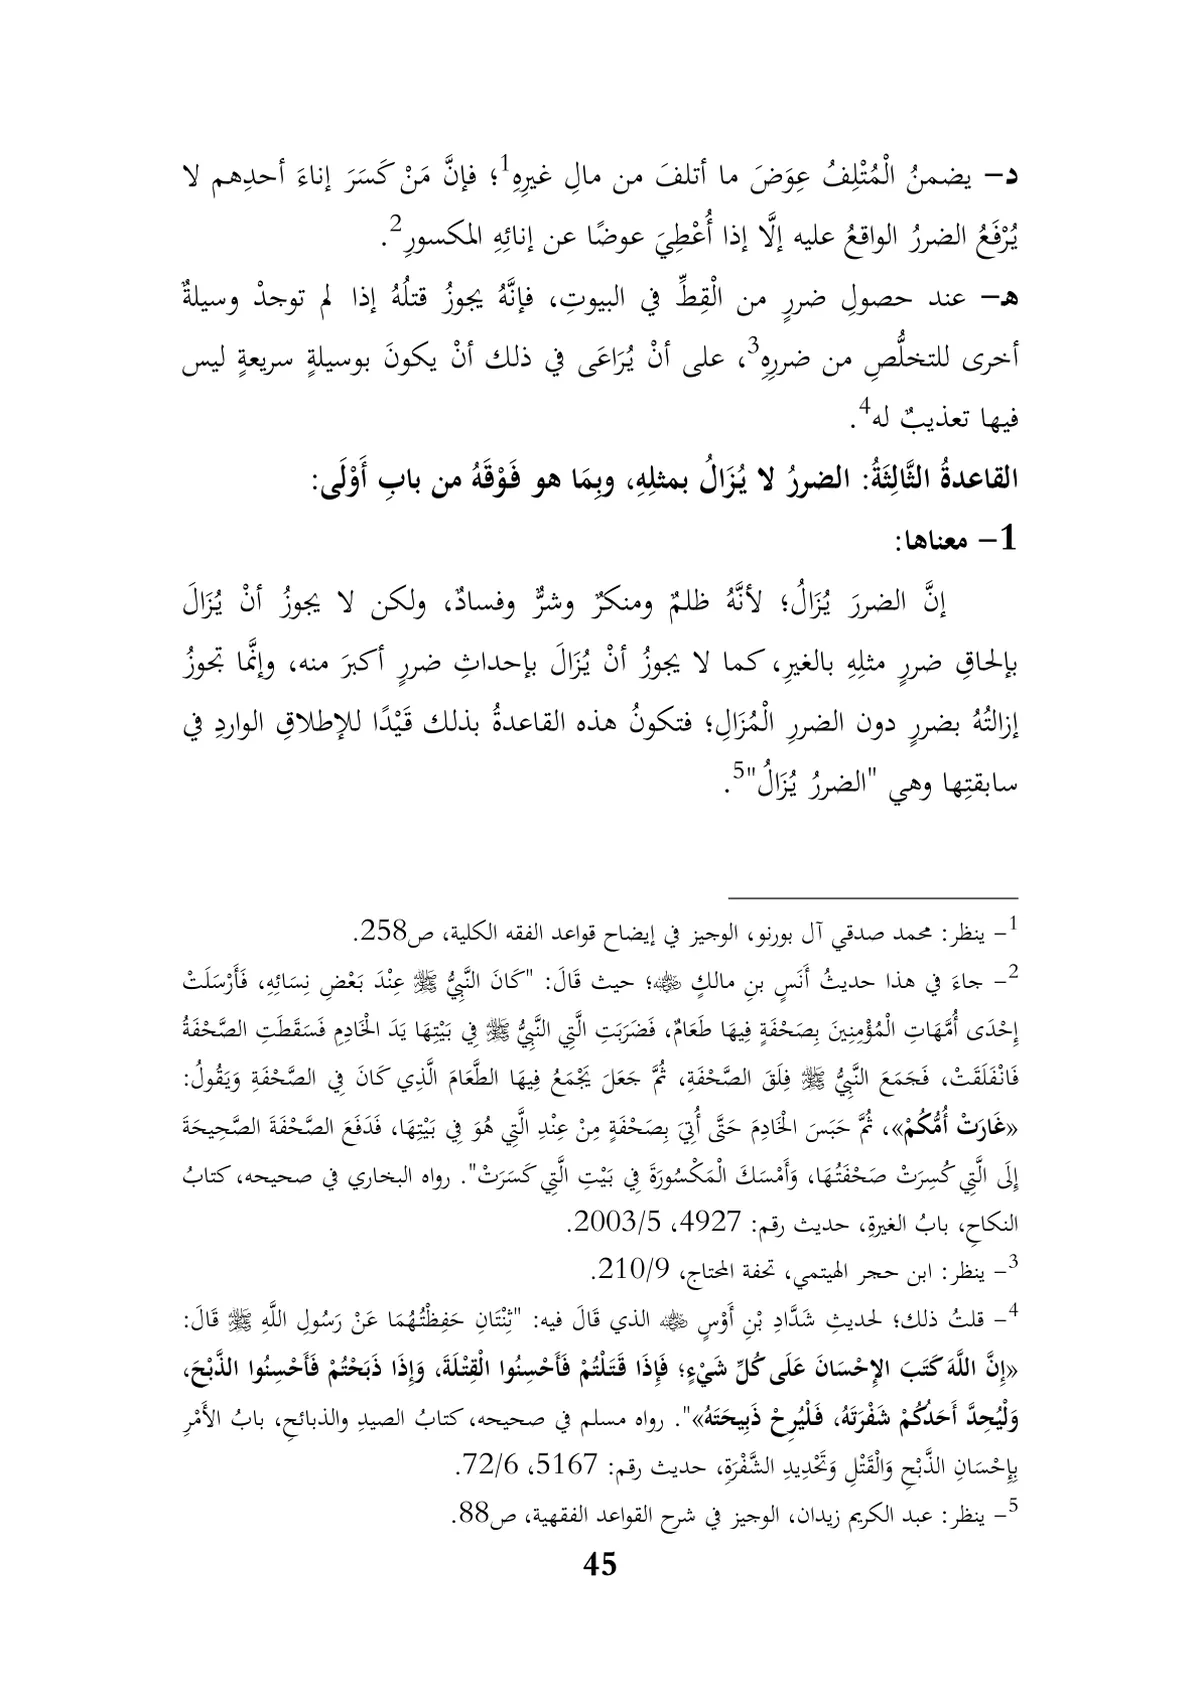 د- يضمنُ الْمُتْلِفُ عِوَضَ ما أتلفَ من مالِ غيرِهِ1؛ فإنَّ مَنْ كَسَرَ إناءَ أحدِهم لا
يُرْفَعُ الضررُ الواقعُ عليه إلَّا إذا أُعْطِيَ عوضًا عن إنائِهِ المكسورِ2.
هـ- عند حصولِ ضررٍ من الْقِطِّ في البيوتِ، فإنَّهُ يجوزُ قتلُهُ إذا لم توجدْ وسيلةٌ
أخرى للتخلُّصِ من ضررِهِ3، على أنْ يُرَاعَى في ذلك أنْ يكونَ بوسيلةٍ سريعةٍ ليس
فيها تعذيبٌ له4.
القاعدةُ الثَّالِثَةُ: الضررُ لا يُزَالُ بمثلِهِ، وبِمَا هو فَوْقَهُ من بابِ أَوْلَى:
1- معناها:
إنَّ الضررَ يُزَالُ؛ لأنَّهُ ظلمٌ ومنكرٌ وشرٌّ وفسادٌ، ولكن لا يجوزُ أنْ يُزَالَ
بإلحاقِ ضررٍ مثلِهِ بالغيرِ، كما لا يجوزُ أنْ يُزَالَ بإحداثِ ضررٍ أكبرَ منه، وإنَّما تجوزُ
إزالتُهُ بضررٍ دون الضررِ الْمُزَالِ؛ فتكونُ هذه القاعدةُ بذلك قَيْدًا للإطلاقِ الواردِ في
سابقتِها وهي "الضررُ يُزَالُ"5.
1- ينظر: محمد صدقي آل بورنو، الوجيز في إيضاح قواعد الفقه الكلية، ص258.
2- جاءَ في هذا حديثُ أَنَسٍ بنِ مالكٍ ﵁؛ حيث قَالَ: "كَانَ النَّبِيُّ ﷺ عِنْدَ بَعْضِ نِسَائِهِ، فَأَرْسَلَتْ
إِحْدَى أُمَّهَاتِ الْمُؤْمِنِينَ بِصَحْفَةٍ فِيهَا طَعَامٌ، فَضَرَبَتِ الَّتِي النَّبِيُّ ﷺ فِي بَيْتِهَا يَدَ الْخَادِمِ فَسَقَطَتِ الصَّحْفَةُ
فَانْفَلَقَتْ، فَجَمَعَ النَّبِيُّ ﷺ فِلَقَ الصَّحْفَةِ، ثُمَّ جَعَلَ يَجْمَعُ فِيهَا الطَّعَامَ الَّذِي كَانَ فِي الصَّحْفَةِ وَيَقُولُ:
«غَارَتْ أُمُّكُمْ»، ثُمَّ حَبَسَ الْخَادِمَ حَتَّى أُتِيَ بِصَحْفَةٍ مِنْ عِنْدِ الَّتِي هُوَ فِي بَيْتِهَا، فَدَفَعَ الصَّحْفَةَ الصَّحِيحَةَ
إِلَى الَّتِي كُسِرَتْ صَحْفَتُهَا، وَأَمْسَكَ الْمَكْسُورَةَ فِي بَيْتِ الَّتِي كَسَرَتْ". رواه البخاري في صحيحه، كتابُ
النكاحِ، بابُ الغيرةِ، حديث رقم: 4927، 2003/5.
3- ينظر: ابن حجر الهيتمي، تحفة المحتاج، 210/9.
4- قلتُ ذلك؛ لحديثِ شَدَّادِ بْنِ أَوْسٍ ﵁ الذي قَالَ فيه: "ثِنْتَانِ حَفِظْتُهُمَا عَنْ رَسُولِ اللَّهِ ﷺ قَالَ:
«إِنَّ اللَّهَ كَتَبَ الإِحْسَانَ عَلَى كُلِّ شَيْءٍ؛ فَإِذَا قَتَلْتُمْ فَأَحْسِنُوا الْقِتْلَةَ، وَإِذَا ذَبَحْتُمْ فَأَحْسِنُوا الذَّبْحَ،
وَلْيُحِدَّ أَحَدُكُمْ شَفْرَتَهُ، فَلْيُرِحْ ذَبِيحَتَهُ»". رواه مسلم في صحيحه، كتابُ الصيدِ والذبائحِ، بابُ الأَمْرِ
بِإِحْسَانِ الذَّبْحِ وَالْقَتْلِ وَتَحْدِيدِ الشَّفْرَةِ، حديث رقم: 5167، 72/6.
5- ينظر: عبد الكريم زيدان، الوجيز في شرح القواعد الفقهية، ص88.
45